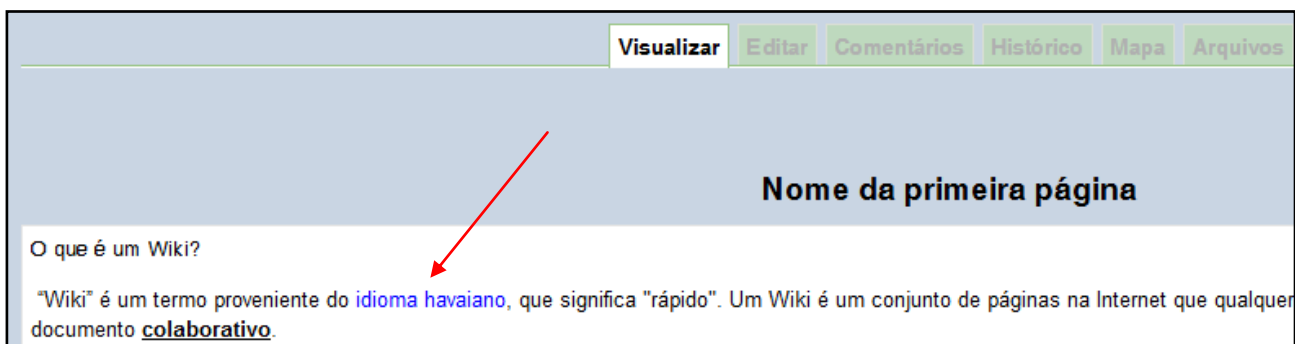 Visualizar Editar Comentários Histórico Mapa Arquivos
Nome da primeira página
O que é um Wiki?
“Wiki” é um termo proveniente do idioma havaiano, que significa "rápido". Um Wiki é um conjunto de páginas na Internet que qualquer
documento colaborativo.